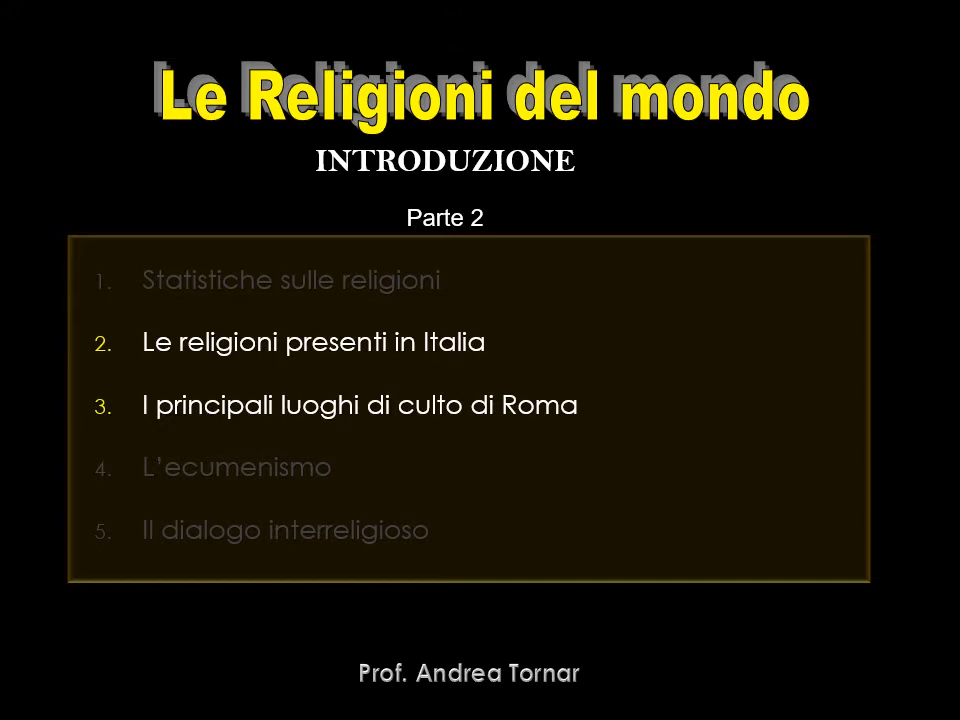 Le Religioni del mondo
INTRODUZIONE
Parte 2
1. Statistiche sulle religioni
2. Le religioni presenti in Italia
3. I principali luoghi di culto di Roma
4. L’ecumenismo
5. Il dialogo interreligioso
Prof. Andrea Tornar